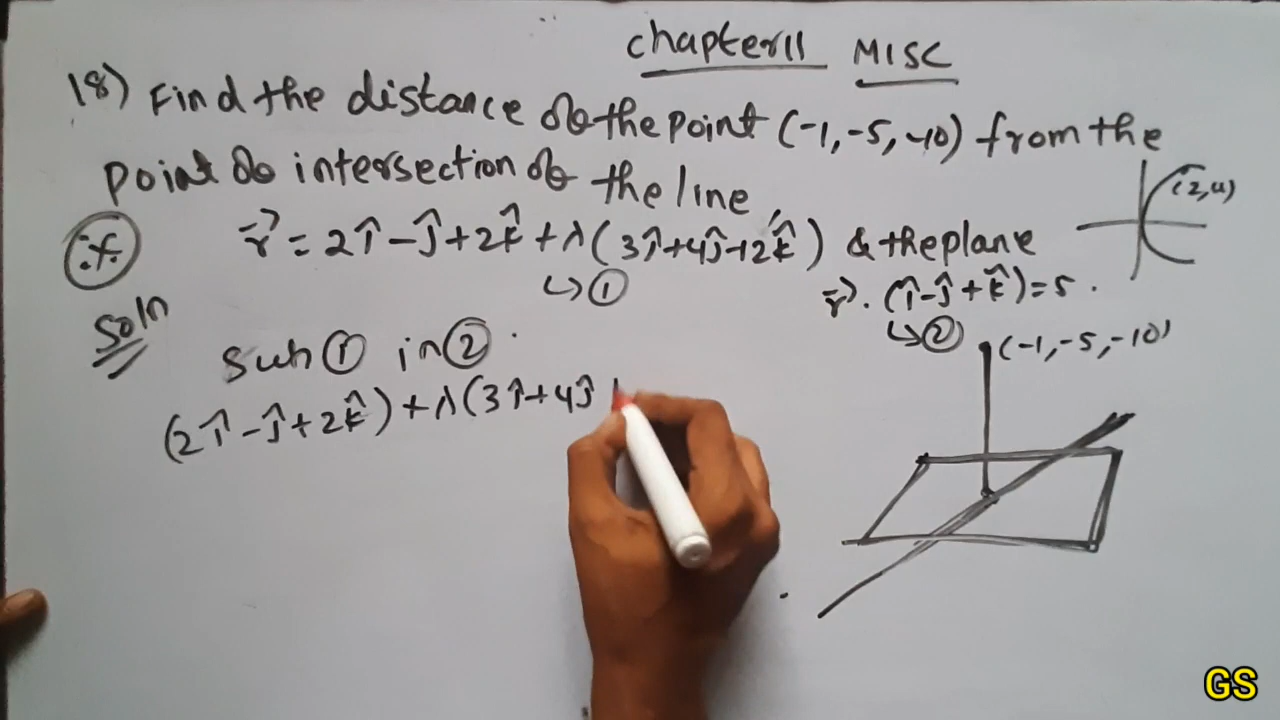 chapter 11 MISC
18) Find the distance of the point (-1, -5, -10) from the
point of intersection of the line,
r⃗ = 2î - ĵ + 2k̂ + λ(3î + 4ĵ + 2k̂) & the plane
r⃗. (î - ĵ + k̂) = 5.
↳①
↳②
(2,4)
Soln
Sub ① in ②.
(-1, -5, -10)
(2î - ĵ + 2k̂) + λ(3î + 4ĵ
GS